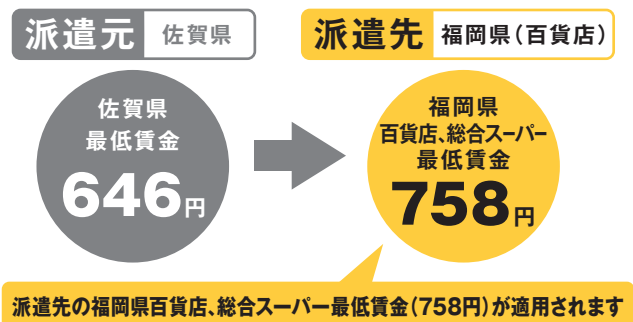 派遣元 佐賀県
派遣先 福岡県(百貨店)
佐賀県
最低賃金
646円
福岡県
百貨店、総合スーパー
最低賃金
758円
派遣先の福岡県百貨店、総合スーパー最低賃金(758円)が適用されます